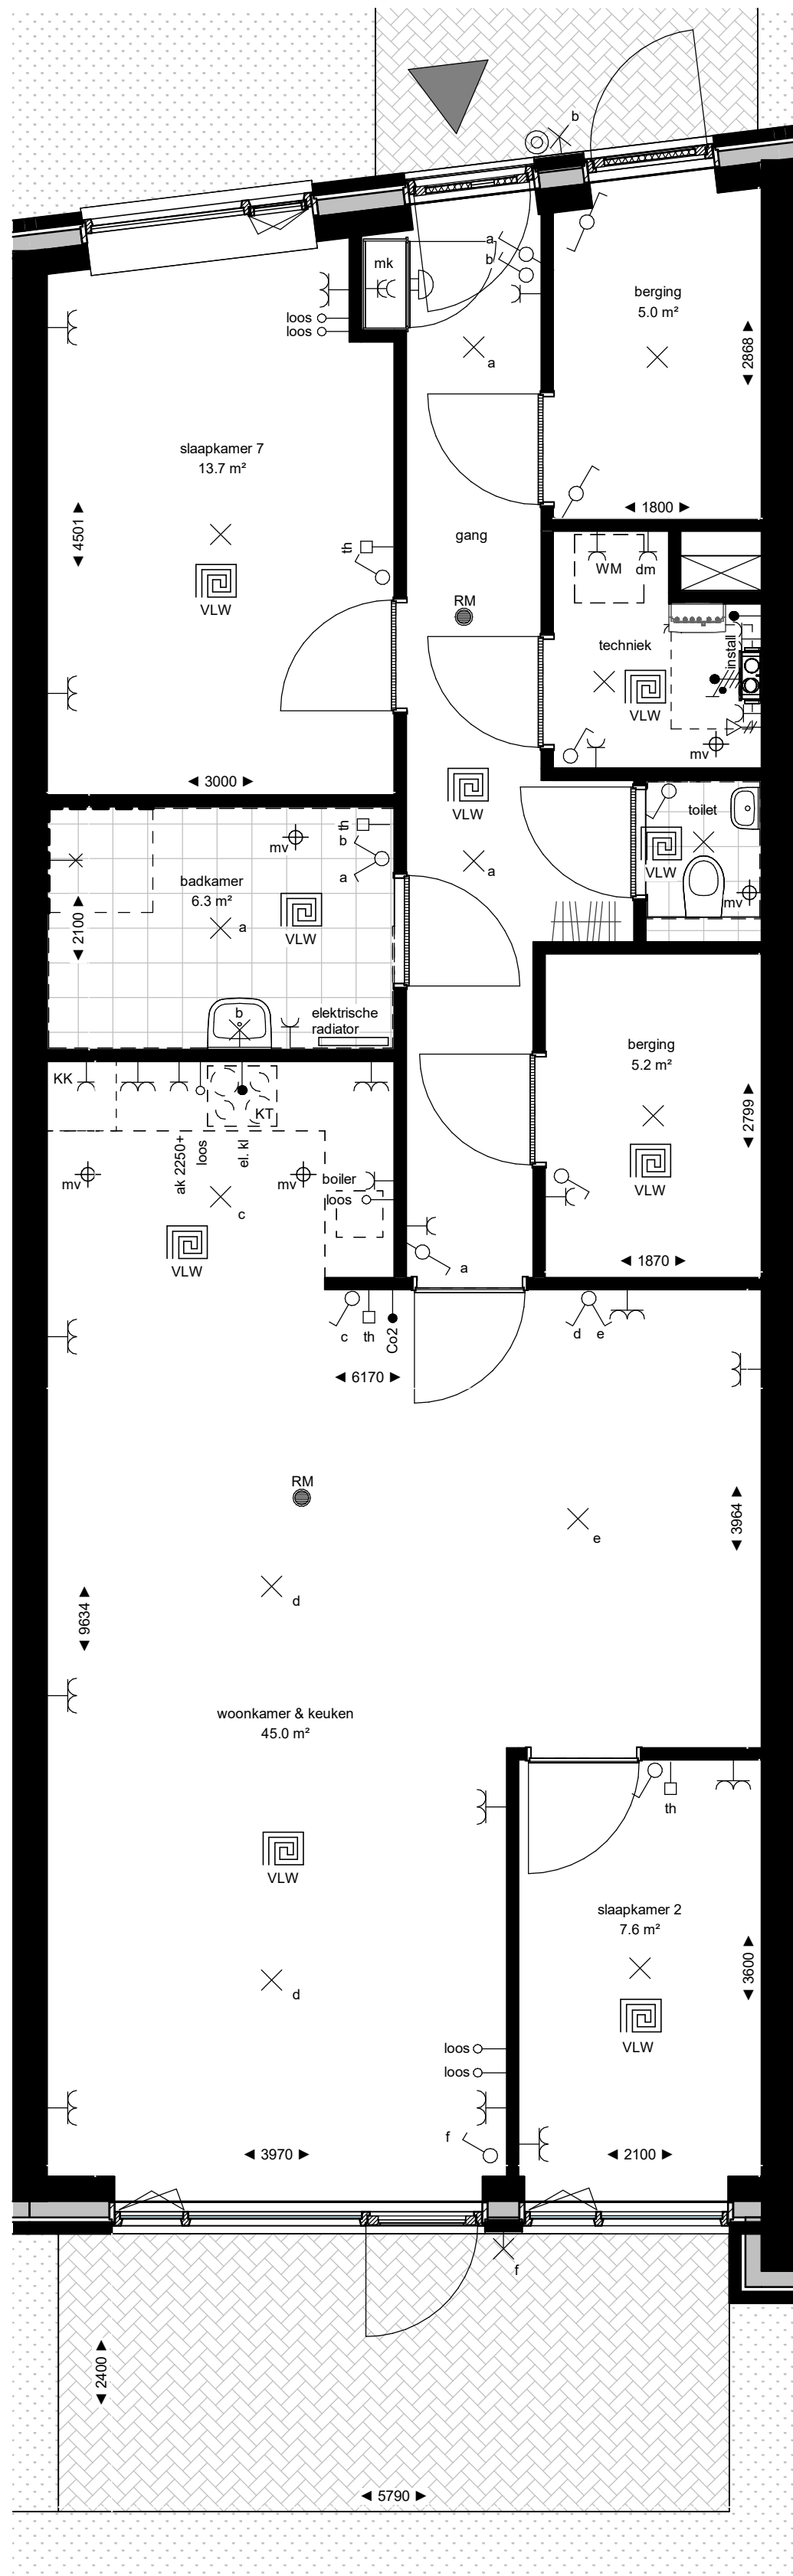 b
a
b
mk
loos
loos
a
berging
5.0 m²
2868
slaapkamer 7
13.7 m²
4501
1800
gang
th
VLW
WM
dm
RM
techniek
install
VLW
mv
3000
VLW
toilet
VLW
mv
th
b
a
mv
badkamer
6.3 m²
a
VLW
2100
a
b
elektrische
radiator
berging
5.2 m²
2799
VLW
1870
KK
KT
ak 2250+
loos
el. kl
mv
mv
boiler
loos
c
VLW
a
c
th
Co2
d
e
6170
RM
3964
e
d
9634
woonkamer & keuken
45.0 m²
th
VLW
slaapkamer 2
7.6 m²
3600
d
VLW
loos
loos
f
3970
2100
f
2400
5790